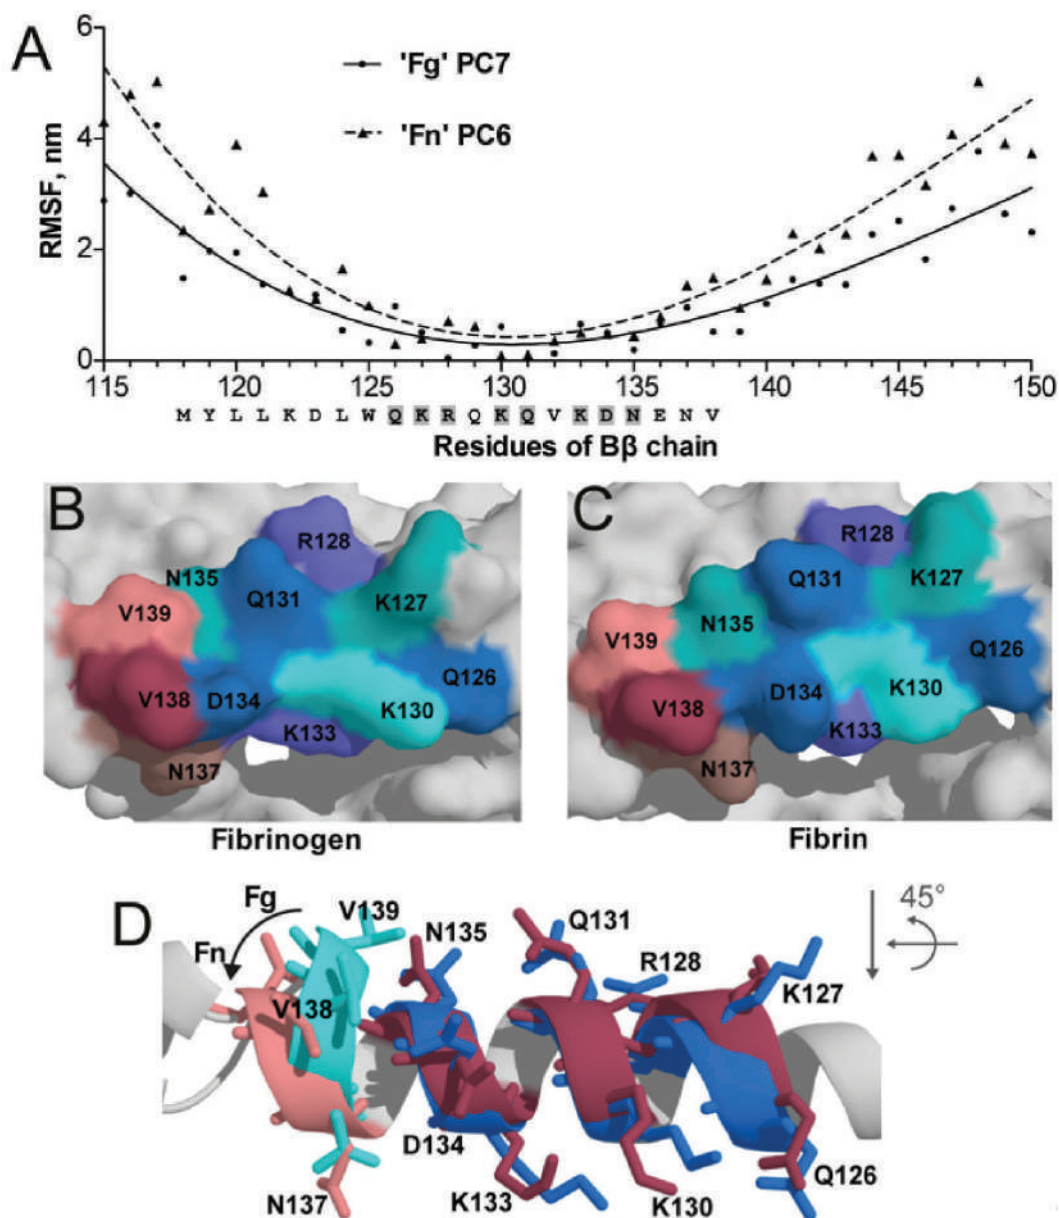 A
6
'Fg' PC7
'Fn' PC6
4
RMSF, nm
2
0
115 120 125 130 135 140 145 150
M Y L L K D L W Q K R Q K Q V K D N E N V
Residues of Bβ chain
B
R128
N135
Q131
K127
V139
Q126
V138
D134
K130
K133
N137
Fibrinogen
C
R128
Q131
K127
N135
V139
Q126
D134
K130
V138
K133
N137
Fibrin
D
Fg
Fn
V139
N135
Q131
R128
K127
V138
45°
D134
N137
K133
K130
Q126